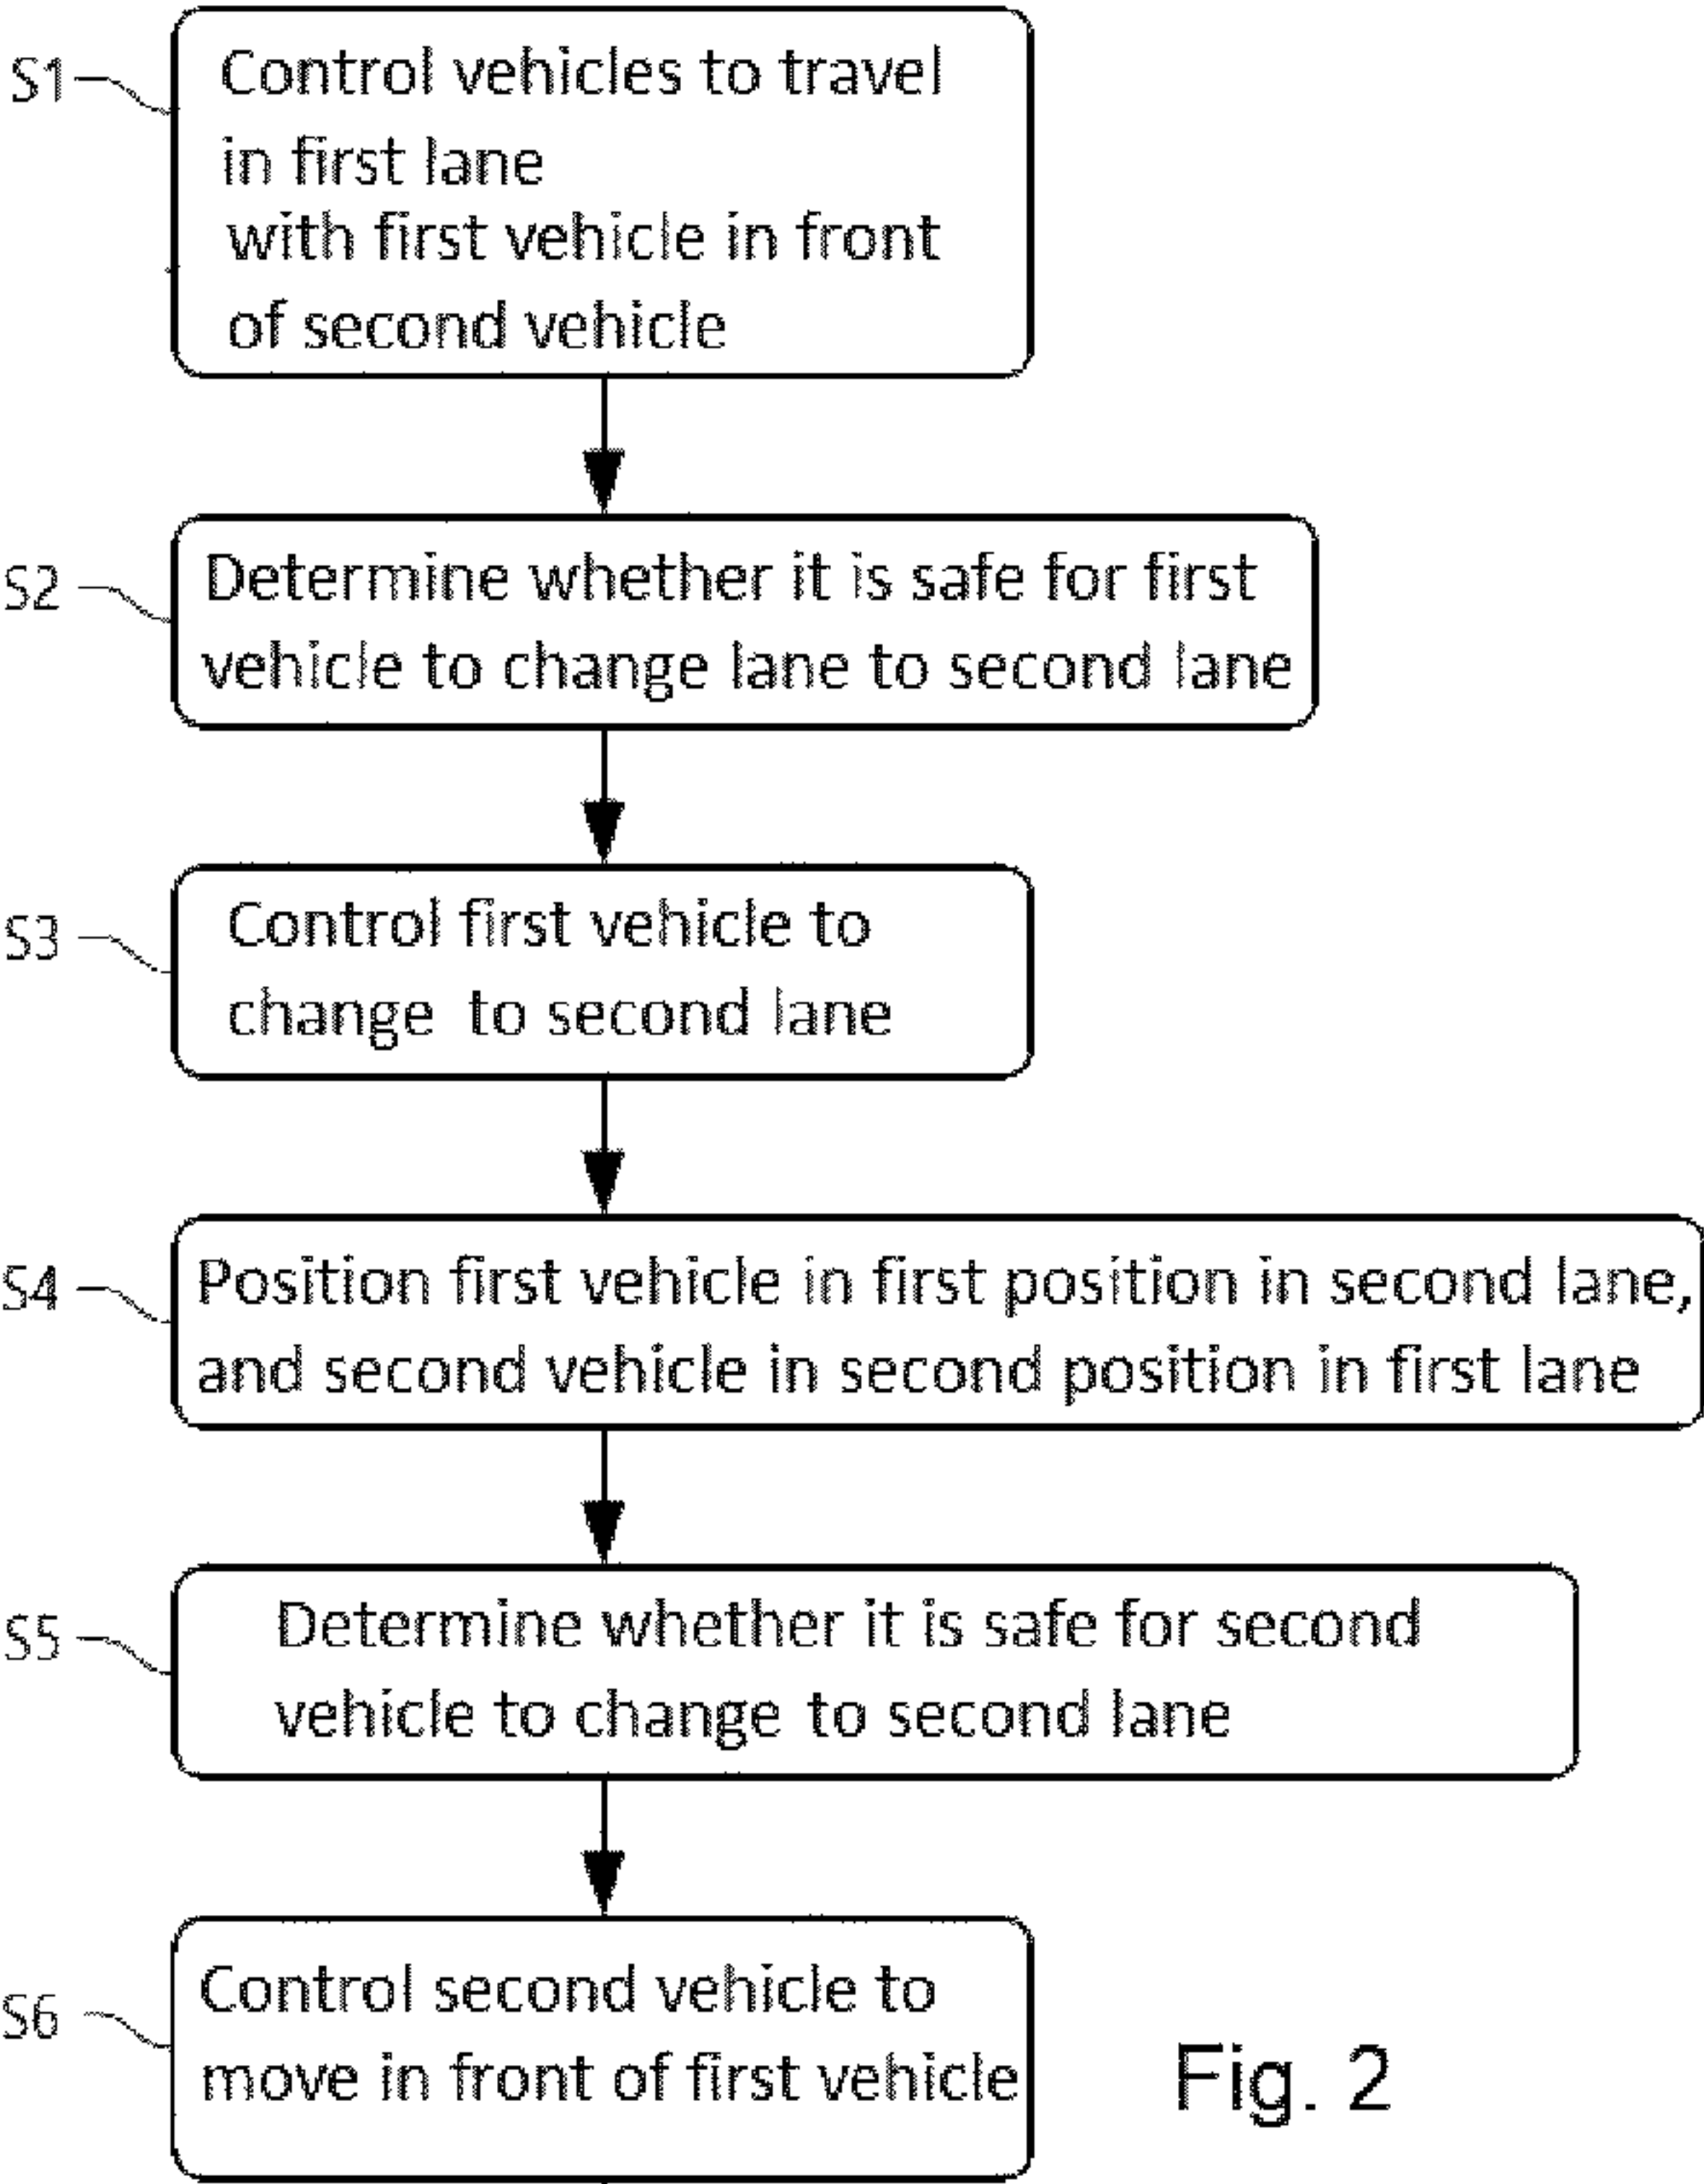 S1
Control vehicles to travel
in first lane
with first vehicle in front
of second vehicle
S2
Determine whether it is safe for first
vehicle to change lane to second lane
S3
Control first vehicle to
change to second lane
S4
Position first vehicle in first position in second lane,
and second vehicle in second position in first lane
S5
Determine whether it is safe for second
vehicle to change to second lane
S6
Control second vehicle to
move in front of first vehicle
Fig. 2